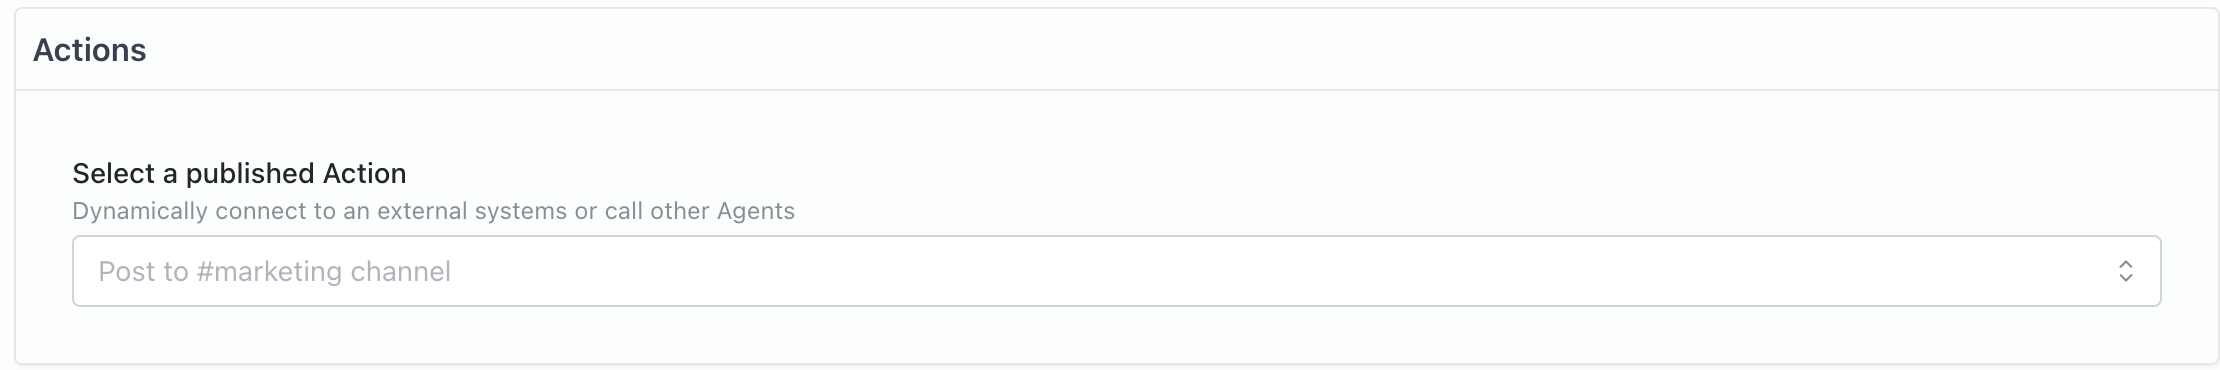 Actions
Select a published Action
Dynamically connect to an external systems or call other Agents
Post to #marketing channel